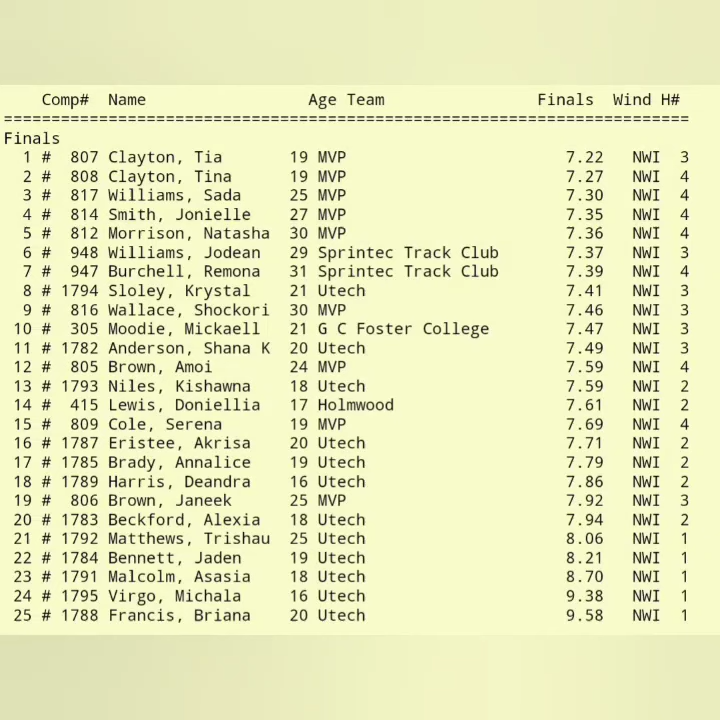 Comp# Name Age Team Finals Wind H#
========================================================================
Finals
1 # 807 Clayton, Tia 19 MVP 7.22 NWI 3
2 # 808 Clayton, Tina 19 MVP 7.27 NWI 4
3 # 817 Williams, Sada 25 MVP 7.30 NWI 4
4 # 814 Smith, Jonielle 27 MVP 7.35 NWI 4
5 # 812 Morrison, Natasha 30 MVP 7.36 NWI 4
6 # 948 Williams, Jodean 29 Sprintec Track Club 7.37 NWI 3
7 # 947 Burchell, Remona 31 Sprintec Track Club 7.39 NWI 4
8 # 1794 Sloley, Krystal 21 Utech 7.41 NWI 3
9 # 816 Wallace, Shockori 30 MVP 7.46 NWI 3
10 # 305 Moodie, Mickaell 21 G C Foster College 7.47 NWI 3
11 # 1782 Anderson, Shana K 20 Utech 7.49 NWI 3
12 # 805 Brown, Amoi 24 MVP 7.59 NWI 4
13 # 1793 Niles, Kishawna 18 Utech 7.59 NWI 2
14 # 415 Lewis, Doniellia 17 Holmwood 7.61 NWI 2
15 # 809 Cole, Serena 19 MVP 7.69 NWI 4
16 # 1787 Eristee, Akrisa 20 Utech 7.71 NWI 2
17 # 1785 Brady, Annalice 19 Utech 7.79 NWI 2
18 # 1789 Harris, Deandra 16 Utech 7.86 NWI 2
19 # 806 Brown, Janeek 25 MVP 7.92 NWI 3
20 # 1783 Beckford, Alexia 18 Utech 7.94 NWI 2
21 # 1792 Matthews, Trishau 25 Utech 8.06 NWI 1
22 # 1784 Bennett, Jaden 19 Utech 8.21 NWI 1
23 # 1791 Malcolm, Asasia 18 Utech 8.70 NWI 1
24 # 1795 Virgo, Michala 16 Utech 9.38 NWI 1
25 # 1788 Francis, Briana 20 Utech 9.58 NWI 1